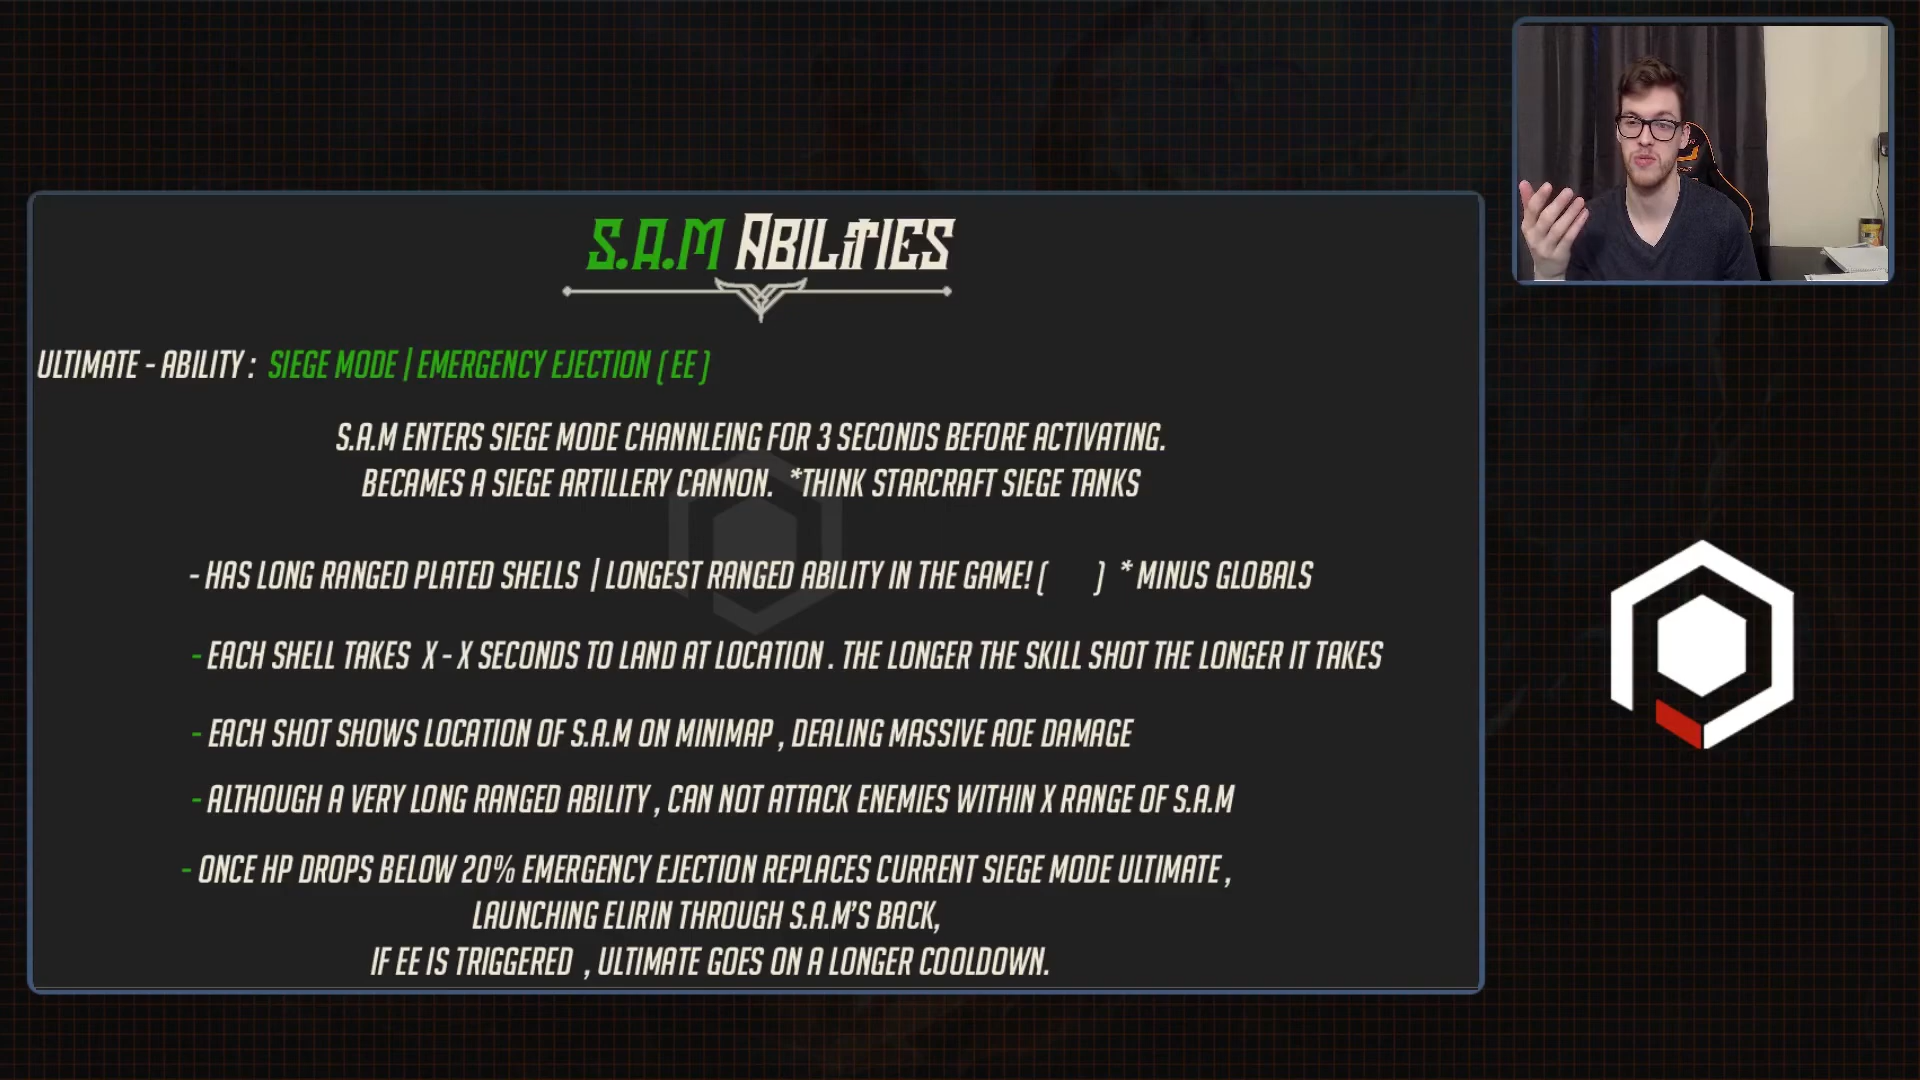 S.A.M ABILITIES
ULTIMATE - ABILITY : SIEGE MODE | EMERGENCY EJECTION ( EE )
S.A.M ENTERS SIEGE MODE CHANNLEING FOR 3 SECONDS BEFORE ACTIVATING.
BECAMES A SIEGE ARTILLERY CANNON. *THINK STARCRAFT SIEGE TANKS
- HAS LONG RANGED PLATED SHELLS | LONGEST RANGED ABILITY IN THE GAME! ( ) * MINUS GLOBALS
- EACH SHELL TAKES X - X SECONDS TO LAND AT LOCATION . THE LONGER THE SKILL SHOT THE LONGER IT TAKES
- EACH SHOT SHOWS LOCATION OF S.A.M ON MINIMAP , DEALING MASSIVE AOE DAMAGE
- ALTHOUGH A VERY LONG RANGED ABILITY , CAN NOT ATTACK ENEMIES WITHIN X RANGE OF S.A.M
- ONCE HP DROPS BELOW 20% EMERGENCY EJECTION REPLACES CURRENT SIEGE MODE ULTIMATE ,
LAUNCHING ELIRIN THROUGH S.A.M'S BACK,
IF EE IS TRIGGERED , ULTIMATE GOES ON A LONGER COOLDOWN.